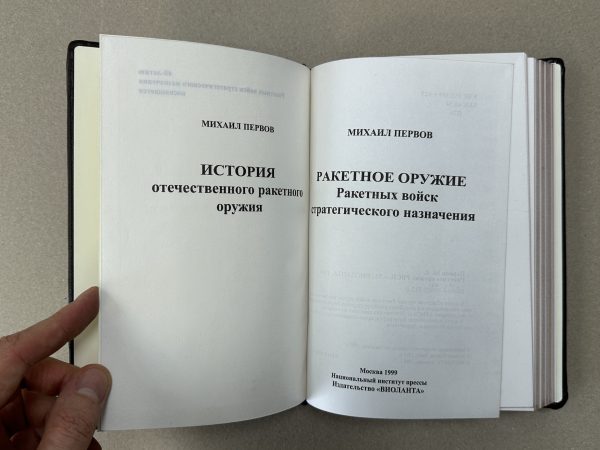 МИХАИЛ ПЕРВОВ
ИСТОРИЯ
отечественного ракетного
оружия
МИХАИЛ ПЕРВОВ
РАКЕТНОЕ ОРУЖИЕ
Ракетных войск
стратегического назначения
Москва 1999
Национальный институт прессы
Издательство «ВИОЛАНТА»